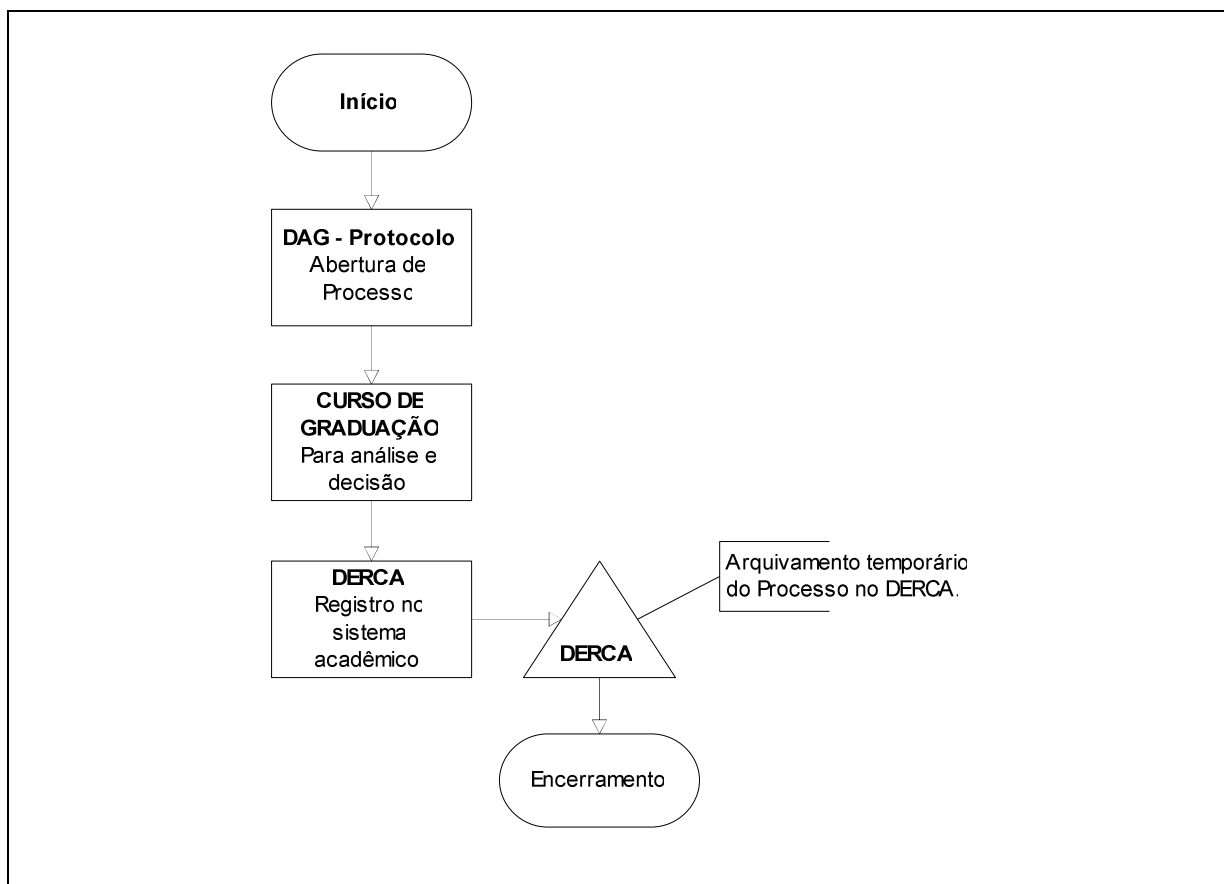 Início
DAG - Protocolo
Abertura de
Processo
CURSO DE
GRADUAÇÃO
Para análise e
decisão
DERCA
Registro no
sistema
acadêmico
DERCA
Arquivamento temporário
do Processo no DERCA.
Encerramento